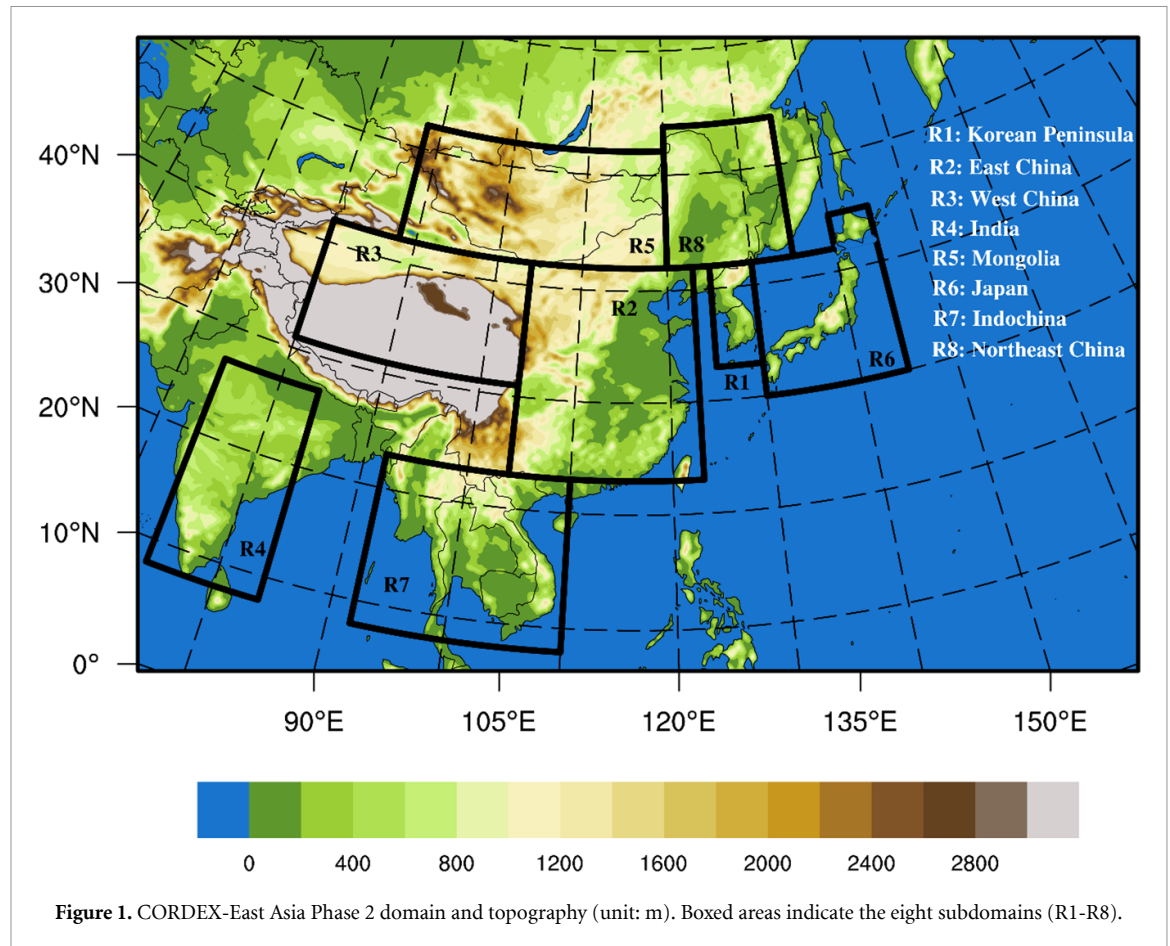 R1: Korean Peninsula
R2: East China
R3: West China
R4: India
R5: Mongolia
R6: Japan
R7: Indochina
R8: Northeast China
40°N
30°N
20°N
10°N
0°
R3
R5
R8
R2
R1
R6
R4
R7
90°E 105°E 120°E 135°E 150°E
0 400 800 1200 1600 2000 2400 2800
Figure 1. CORDEX-East Asia Phase 2 domain and topography (unit: m). Boxed areas indicate the eight subdomains (R1-R8).